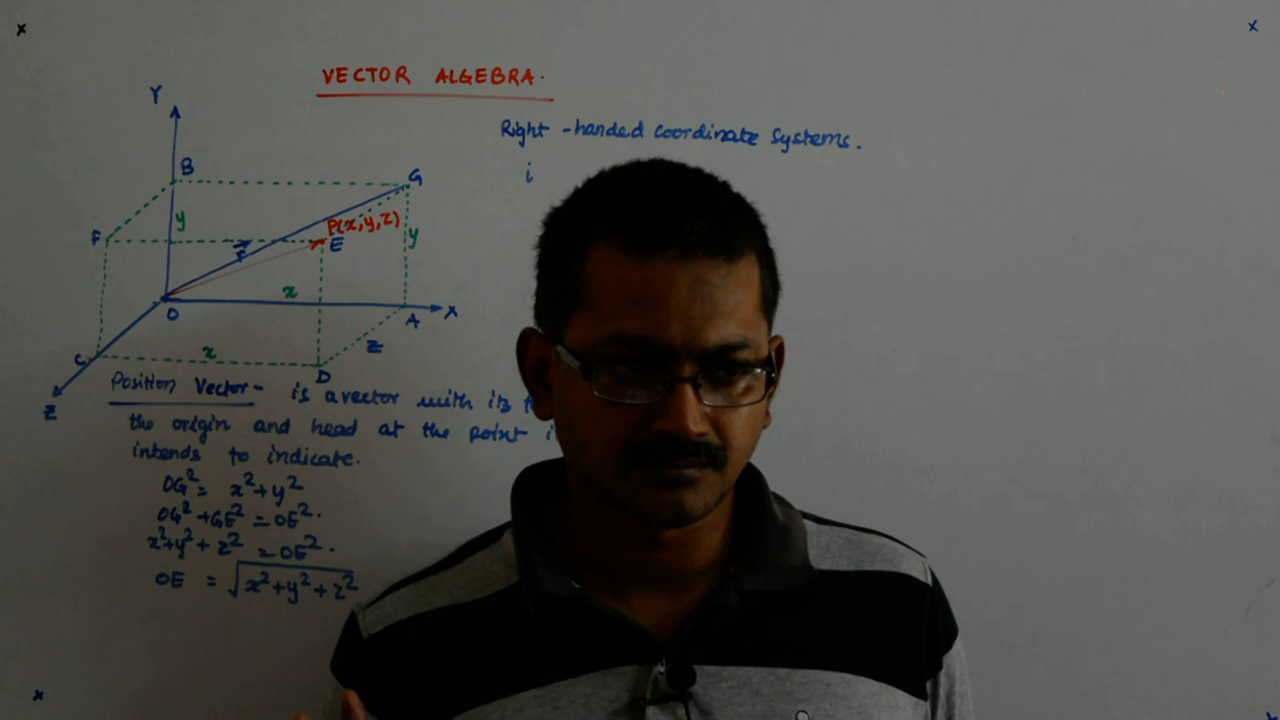 VECTOR ALGEBRA.
Right-handed coordinate systems.
i
Y
B
G
y
P(x,y,z)
F
r
E
y
x
O
A
X
z
C
x
D
Z
Position Vector - is a vector with its
the origin and head at the point
intends to indicate.
OG² = x²+y²
OG² + GE² = OE².
x²+y²+z² = OE².
OE = √x²+y²+z²